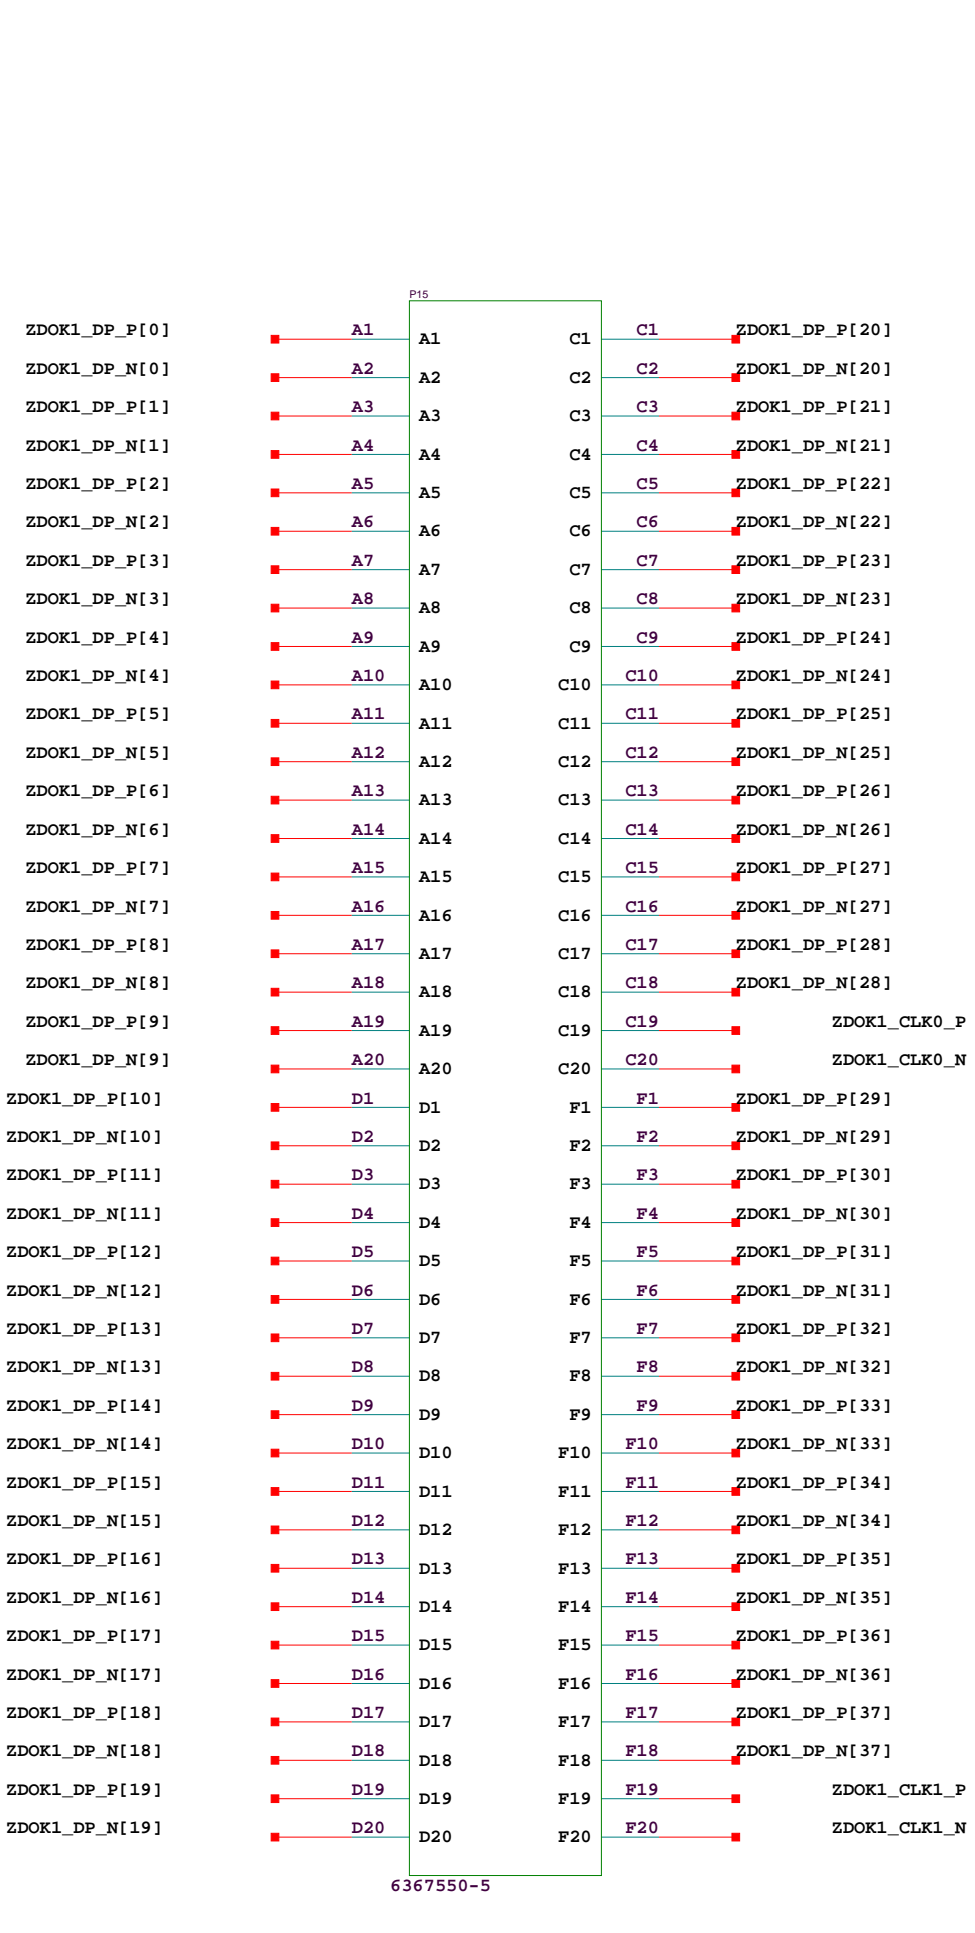 P15
ZDOK1_DP_P[0] A1 A1 C1 C1 ZDOK1_DP_P[20]
ZDOK1_DP_N[0] A2 A2 C2 C2 ZDOK1_DP_N[20]
ZDOK1_DP_P[1] A3 A3 C3 C3 ZDOK1_DP_P[21]
ZDOK1_DP_N[1] A4 A4 C4 C4 ZDOK1_DP_N[21]
ZDOK1_DP_P[2] A5 A5 C5 C5 ZDOK1_DP_P[22]
ZDOK1_DP_N[2] A6 A6 C6 C6 ZDOK1_DP_N[22]
ZDOK1_DP_P[3] A7 A7 C7 C7 ZDOK1_DP_P[23]
ZDOK1_DP_N[3] A8 A8 C8 C8 ZDOK1_DP_N[23]
ZDOK1_DP_P[4] A9 A9 C9 C9 ZDOK1_DP_P[24]
ZDOK1_DP_N[4] A10 A10 C10 C10 ZDOK1_DP_N[24]
ZDOK1_DP_P[5] A11 A11 C11 C11 ZDOK1_DP_P[25]
ZDOK1_DP_N[5] A12 A12 C12 C12 ZDOK1_DP_N[25]
ZDOK1_DP_P[6] A13 A13 C13 C13 ZDOK1_DP_P[26]
ZDOK1_DP_N[6] A14 A14 C14 C14 ZDOK1_DP_N[26]
ZDOK1_DP_P[7] A15 A15 C15 C15 ZDOK1_DP_P[27]
ZDOK1_DP_N[7] A16 A16 C16 C16 ZDOK1_DP_N[27]
ZDOK1_DP_P[8] A17 A17 C17 C17 ZDOK1_DP_P[28]
ZDOK1_DP_N[8] A18 A18 C18 C18 ZDOK1_DP_N[28]
ZDOK1_DP_P[9] A19 A19 C19 C19 ZDOK1_CLK0_P
ZDOK1_DP_N[9] A20 A20 C20 C20 ZDOK1_CLK0_N
ZDOK1_DP_P[10] D1 D1 F1 F1 ZDOK1_DP_P[29]
ZDOK1_DP_N[10] D2 D2 F2 F2 ZDOK1_DP_N[29]
ZDOK1_DP_P[11] D3 D3 F3 F3 ZDOK1_DP_P[30]
ZDOK1_DP_N[11] D4 D4 F4 F4 ZDOK1_DP_N[30]
ZDOK1_DP_P[12] D5 D5 F5 F5 ZDOK1_DP_P[31]
ZDOK1_DP_N[12] D6 D6 F6 F6 ZDOK1_DP_N[31]
ZDOK1_DP_P[13] D7 D7 F7 F7 ZDOK1_DP_P[32]
ZDOK1_DP_N[13] D8 D8 F8 F8 ZDOK1_DP_N[32]
ZDOK1_DP_P[14] D9 D9 F9 F9 ZDOK1_DP_P[33]
ZDOK1_DP_N[14] D10 D10 F10 F10 ZDOK1_DP_N[33]
ZDOK1_DP_P[15] D11 D11 F11 F11 ZDOK1_DP_P[34]
ZDOK1_DP_N[15] D12 D12 F12 F12 ZDOK1_DP_N[34]
ZDOK1_DP_P[16] D13 D13 F13 F13 ZDOK1_DP_P[35]
ZDOK1_DP_N[16] D14 D14 F14 F14 ZDOK1_DP_N[35]
ZDOK1_DP_P[17] D15 D15 F15 F15 ZDOK1_DP_P[36]
ZDOK1_DP_N[17] D16 D16 F16 F16 ZDOK1_DP_N[36]
ZDOK1_DP_P[18] D17 D17 F17 F17 ZDOK1_DP_P[37]
ZDOK1_DP_N[18] D18 D18 F18 F18 ZDOK1_DP_N[37]
ZDOK1_DP_P[19] D19 D19 F19 F19 ZDOK1_CLK1_P
ZDOK1_DP_N[19] D20 D20 F20 F20 ZDOK1_CLK1_N
6367550-5